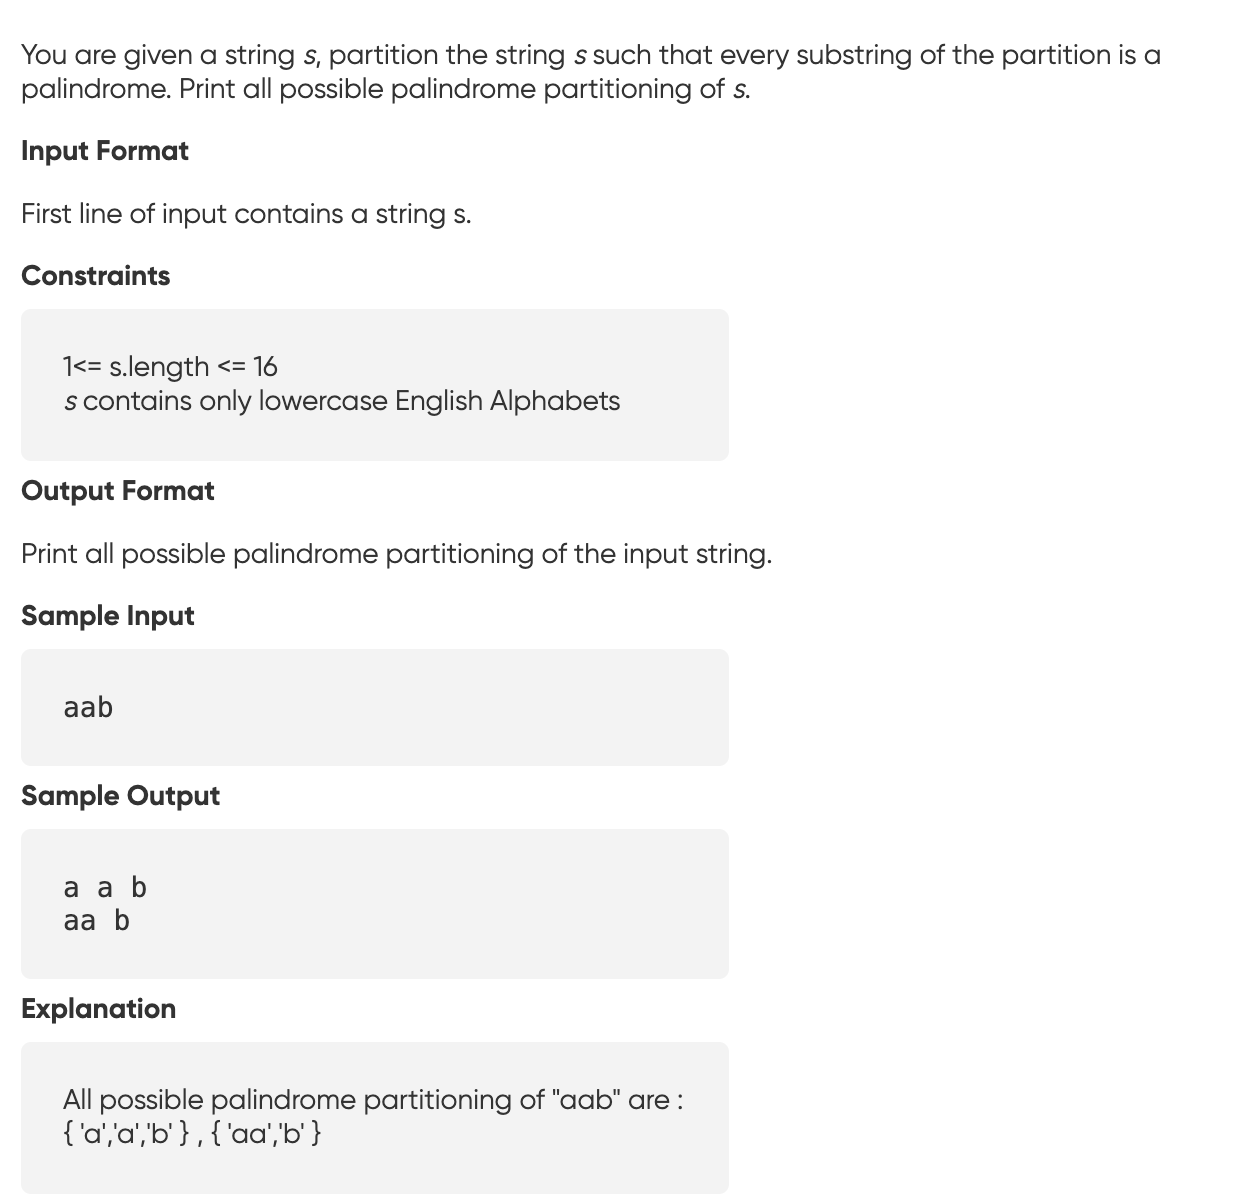 You are given a string s, partition the string s such that every substring of the partition is a
palindrome. Print all possible palindrome partitioning of s.
Input Format
First line of input contains a string s.
Constraints
1<= s.length <= 16
s contains only lowercase English Alphabets
Output Format
Print all possible palindrome partitioning of the input string.
Sample Input
aab
Sample Output
a a b
aa b
Explanation
All possible palindrome partitioning of "aab" are :
{ 'a','a','b' } , { 'aa','b' }